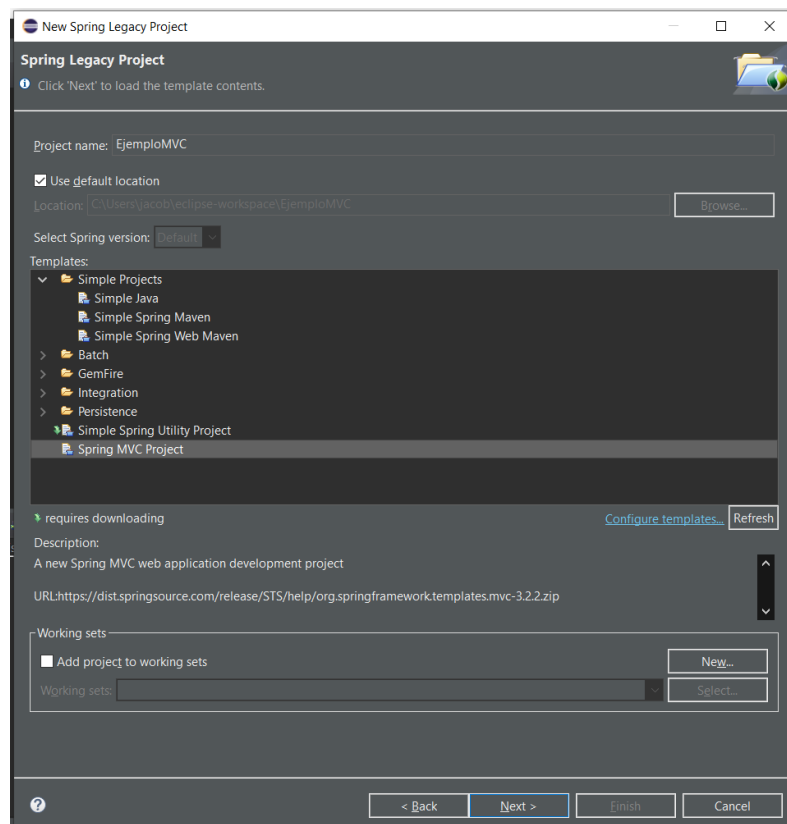 New Spring Legacy Project
Spring Legacy Project
Click 'Next' to load the template contents.
Project name: EjemploMVC
Use default location
Location: C:\Users\jacob\eclipse-workspace\EjemploMVC Browse...
Select Spring version: Default
Templates:
Simple Projects
Simple Java
Simple Spring Maven
Simple Spring Web Maven
Batch
GemFire
Integration
Persistence
Simple Spring Utility Project
Spring MVC Project
requires downloading Configure templates... Refresh
Description:
A new Spring MVC web application development project
URL:https://dist.springsource.com/release/STS/help/org.springframework.templates.mvc-3.2.2.zip
Working sets
Add project to working sets New...
Working sets: Select...
? < Back Next > Finish Cancel